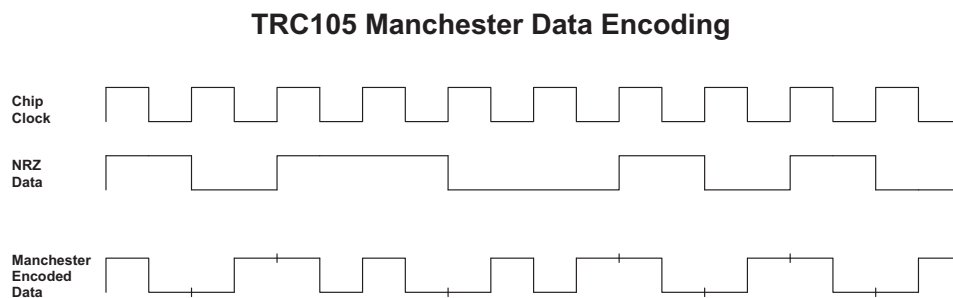 TRC105 Manchester Data Encoding
Chip
Clock
NRZ
Data
Manchester
Encoded
Data